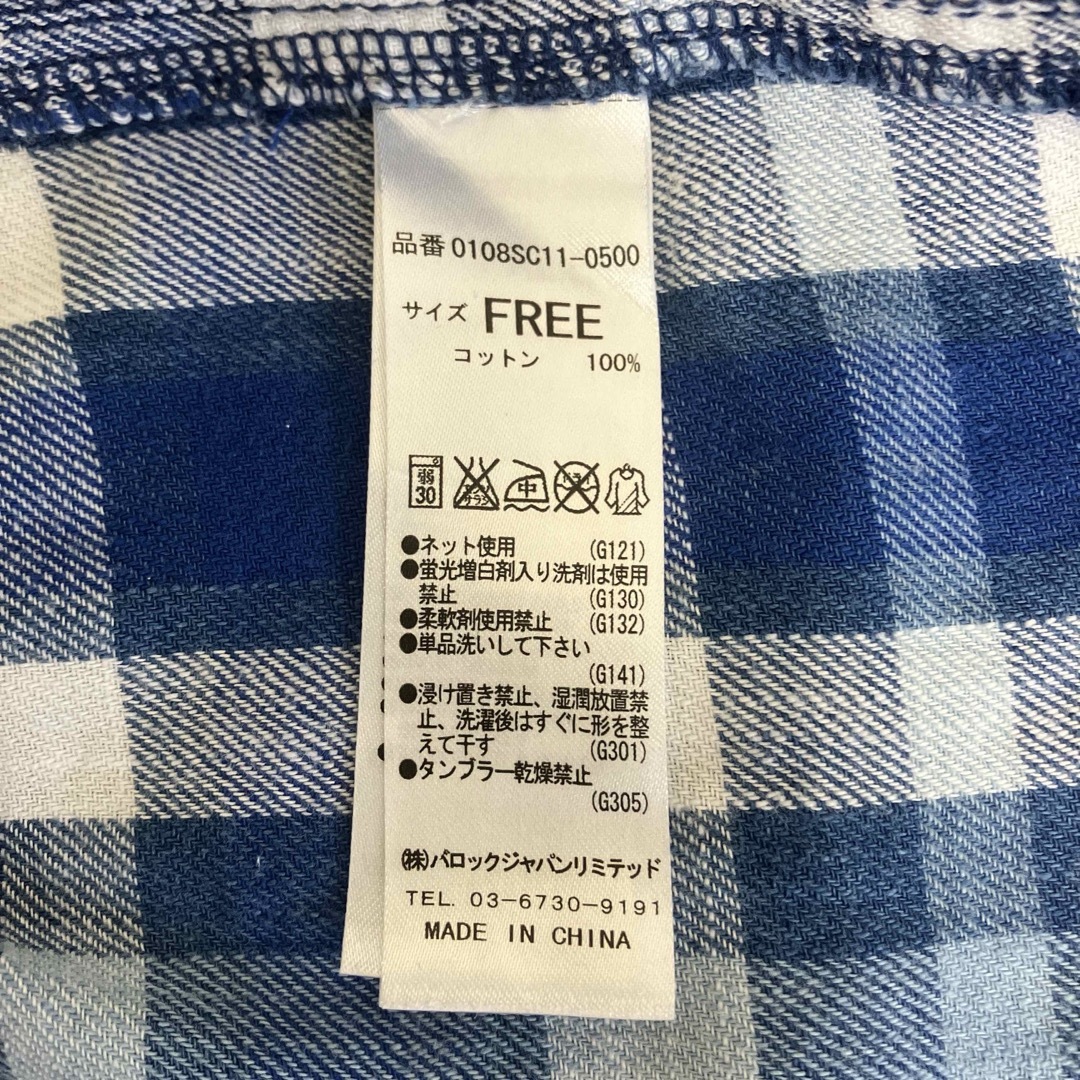 品番 0108SC11-0500
サイズ FREE
コットン 100%
弱 中
30
●ネット使用 (G121)
●蛍光増白剤入り洗剤は使用
禁止 (G130)
●柔軟剤使用禁止 (G132)
●単品洗いして下さい
(G141)
●浸け置き禁止、湿潤放置禁
止、洗濯後はすぐに形を整
えて干す (G301)
●タンブラー乾燥禁止
(G305)
㈱バロックジャパンリミテッド
TEL. 03-6730-9191
MADE IN CHINA